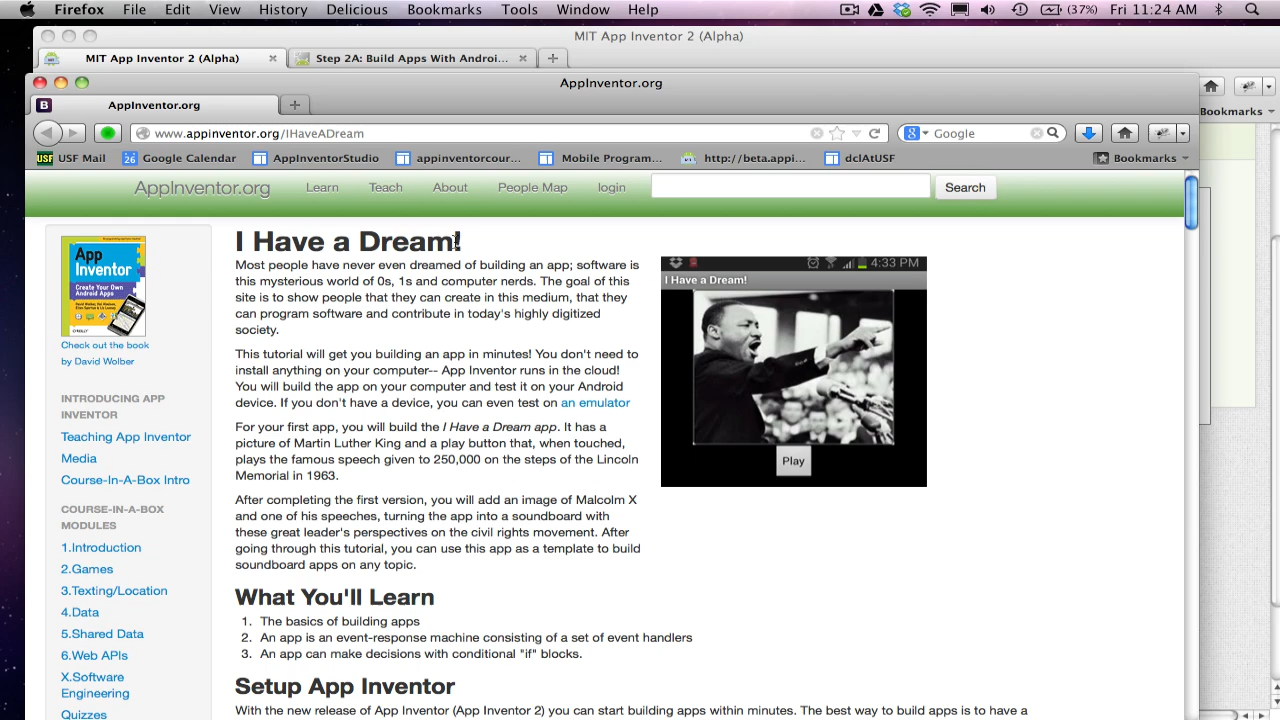 Firefox File Edit View History Delicious Bookmarks Tools Window Help (37%) Fri 11:24 AM
MIT App Inventor 2 (Alpha)
MIT App Inventor 2 (Alpha) Step 2A: Build Apps With Androi...
AppInventor.org
AppInventor.org
www.appinventor.org/IHaveADream Google
Bookmarks
USF USF Mail 26 Google Calendar AppInventorStudio appinventorcour... Mobile Program... http://beta.appi... dclAtUSF Bookmarks
AppInventor.org Learn Teach About People Map login Search
App
Inventor
Create Your Own
Android Apps
O'REILLY
Check out the book
by David Wolber
INTRODUCING APP
INVENTOR
Teaching App Inventor
Media
Course-In-A-Box Intro
COURSE-IN-A-BOX
MODULES
1.Introduction
2.Games
3.Texting/Location
4.Data
5.Shared Data
6.Web APIs
X.Software
Engineering
Quizzes
I Have a Dream!
Most people have never even dreamed of building an app; software is
this mysterious world of 0s, 1s and computer nerds. The goal of this
site is to show people that they can create in this medium, that they
can program software and contribute in today's highly digitized
society.
This tutorial will get you building an app in minutes! You don't need to
install anything on your computer-- App Inventor runs in the cloud!
You will build the app on your computer and test it on your Android
device. If you don't have a device, you can even test on an emulator
For your first app, you will build the I Have a Dream app. It has a
picture of Martin Luther King and a play button that, when touched,
plays the famous speech given to 250,000 on the steps of the Lincoln
Memorial in 1963.
After completing the first version, you will add an image of Malcolm X
and one of his speeches, turning the app into a soundboard with
these great leader's perspectives on the civil rights movement. After
going through this tutorial, you can use this app as a template to build
soundboard apps on any topic.
4:33 PM
I Have a Dream!
Play
What You'll Learn
1. The basics of building apps
2. An app is an event-response machine consisting of a set of event handlers
3. An app can make decisions with conditional "if" blocks.
Setup App Inventor
With the new release of App Inventor (App Inventor 2) you can start building apps within minutes. The best way to build apps is to have a